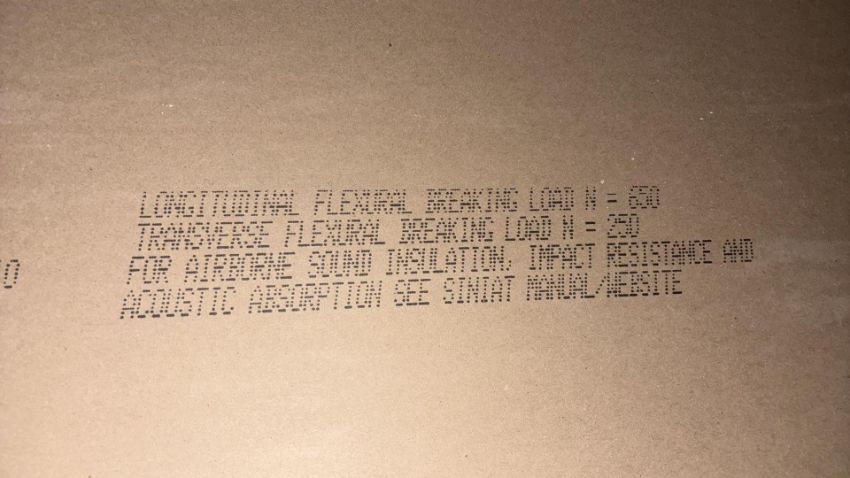 LONGITUDINAL FLEXURAL BREAKING LOAD N = 650
TRANSVERSE FLEXURAL BREAKING LOAD N = 250
FOR AIRBORNE SOUND INSULATION, IMPACT RESISTANCE AND
ACOUSTIC ABSORPTION SEE SINIAT MANUAL/WEBSITE